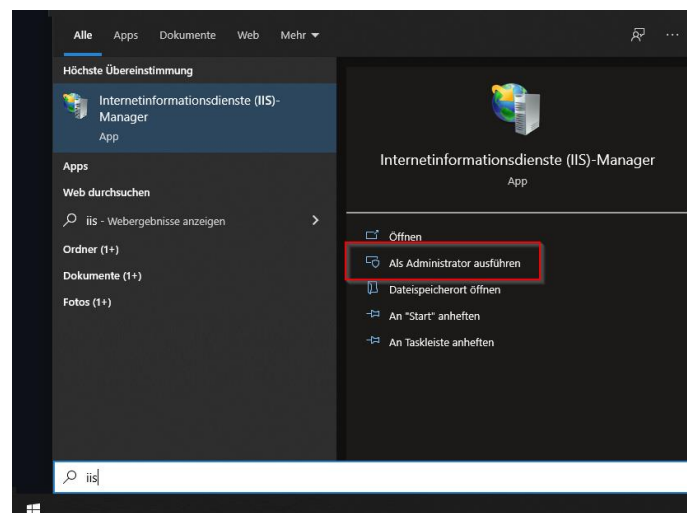 Alle Apps Dokumente Web Mehr
Höchste Übereinstimmung
Internetinformationsdienste (IIS)-
Manager
App
Apps
Web durchsuchen
iis - Webergebnisse anzeigen
Ordner (1+)
Dokumente (1+)
Fotos (1+)
Internetinformationsdienste (IIS)-Manager
App
Öffnen
Als Administrator ausführen
Dateispeicherort öffnen
An "Start" anheften
An Taskleiste anheften
iis